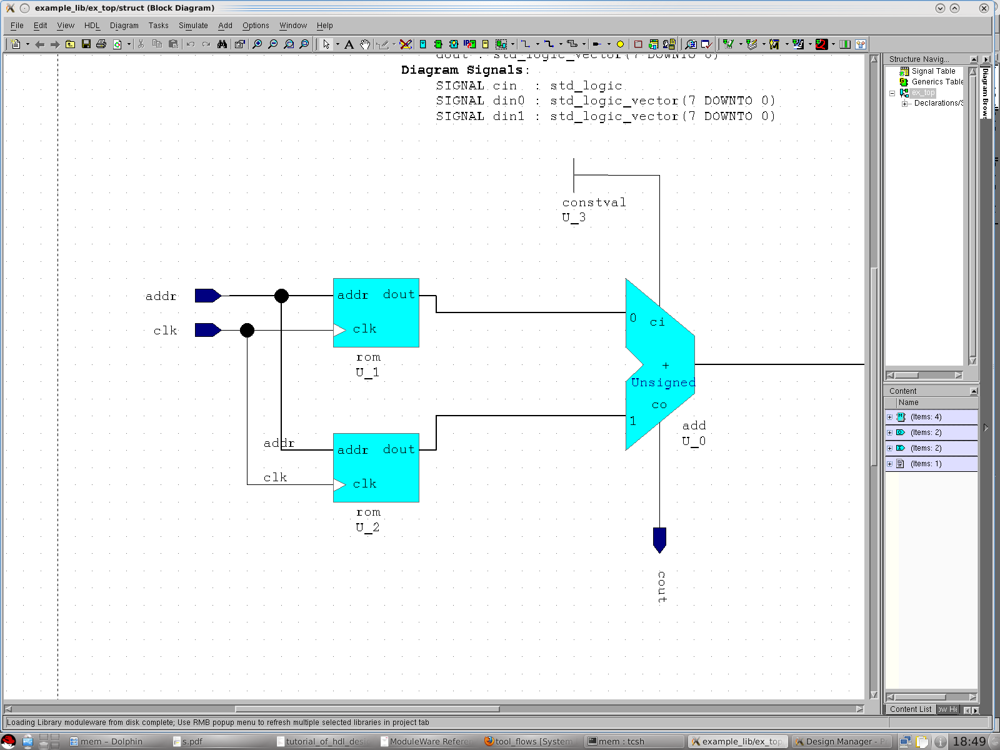 example_lib/ex_top/struct (Block Diagram)
File Edit View HDL Diagram Tasks Simulate Add Options Window Help
dout : std_logic_vector(7 DOWNTO 0)
Diagram Signals:
SIGNAL cin : std_logic
SIGNAL din0 : std_logic_vector(7 DOWNTO 0)
SIGNAL din1 : std_logic_vector(7 DOWNTO 0)
constval
U_3
addr
clk
addr dout
clk
rom
U_1
0 ci
+
Unsigned
co
1
add
U_0
addr
clk
addr dout
clk
rom
U_2
cout
Structure Navig...
Signal Table
Generics Table
ex_top
Declarations/S
Diagram Brows
Content
Name
(Items: 4)
(Items: 2)
(Items: 2)
(Items: 1)
Content List
Loading Library moduleware from disk complete; Use RMB popup menu to refresh multiple selected libraries in project tab
mem – Dolphin
s.pdf
tutorial_of_hdl_desi
ModuleWare Referen
tool_flows [System
mem : tcsh
example_lib/ex_top
Design Manager - P
18:49